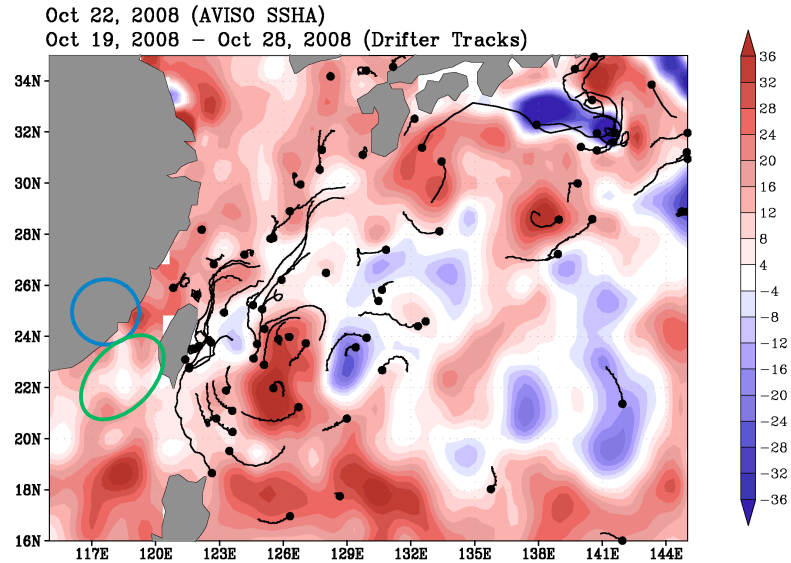 Oct 22, 2008 (AVISO SSHA)
Oct 19, 2008 – Oct 28, 2008 (Drifter Tracks)
34N
32N
30N
28N
26N
24N
22N
20N
18N
16N
117E 120E 123E 126E 129E 132E 135E 138E 141E 144E
36
32
28
24
20
16
12
8
4
-4
-8
-12
-16
-20
-24
-28
-32
-36